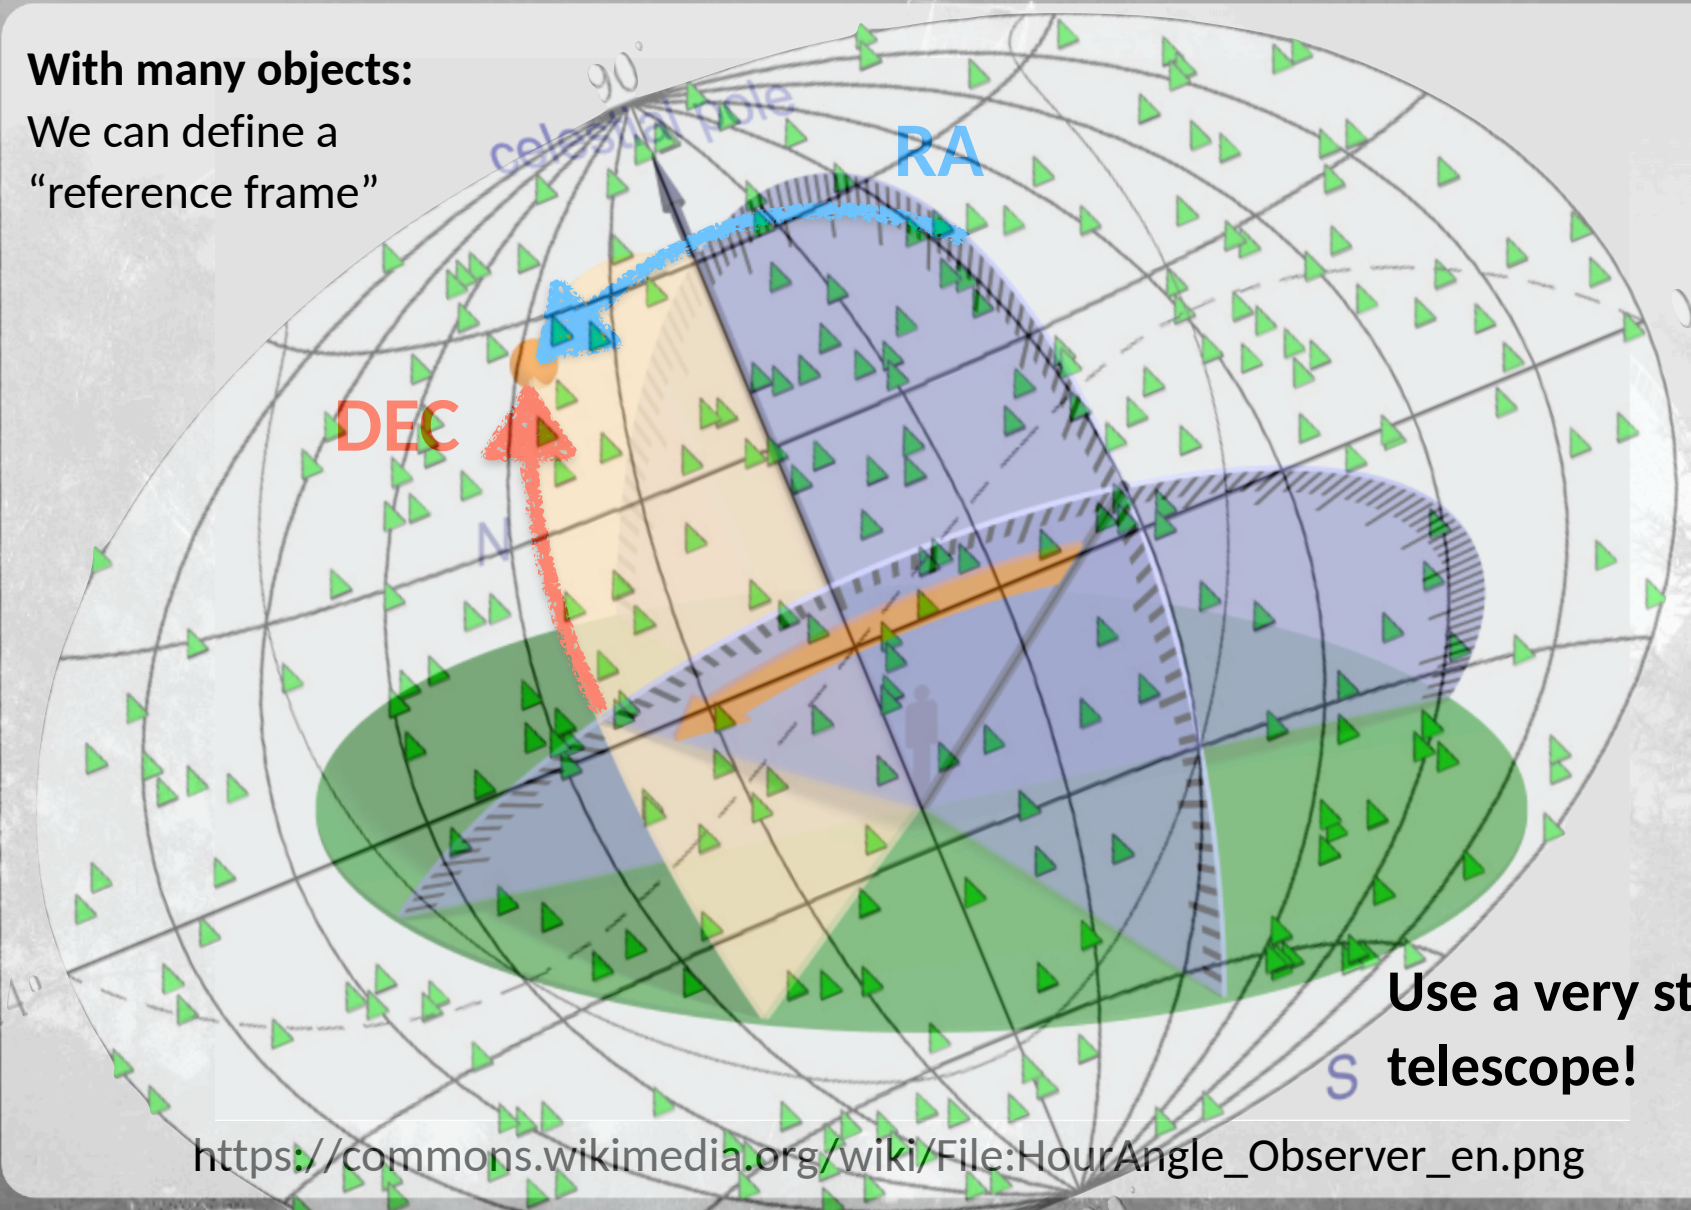 With many objects:
We can define a
“reference frame”
90°
celestial pole
RA
DEC
N
Use a very st
telescope!
S
https://commons.wikimedia.org/wiki/File:HourAngle_Observer_en.png